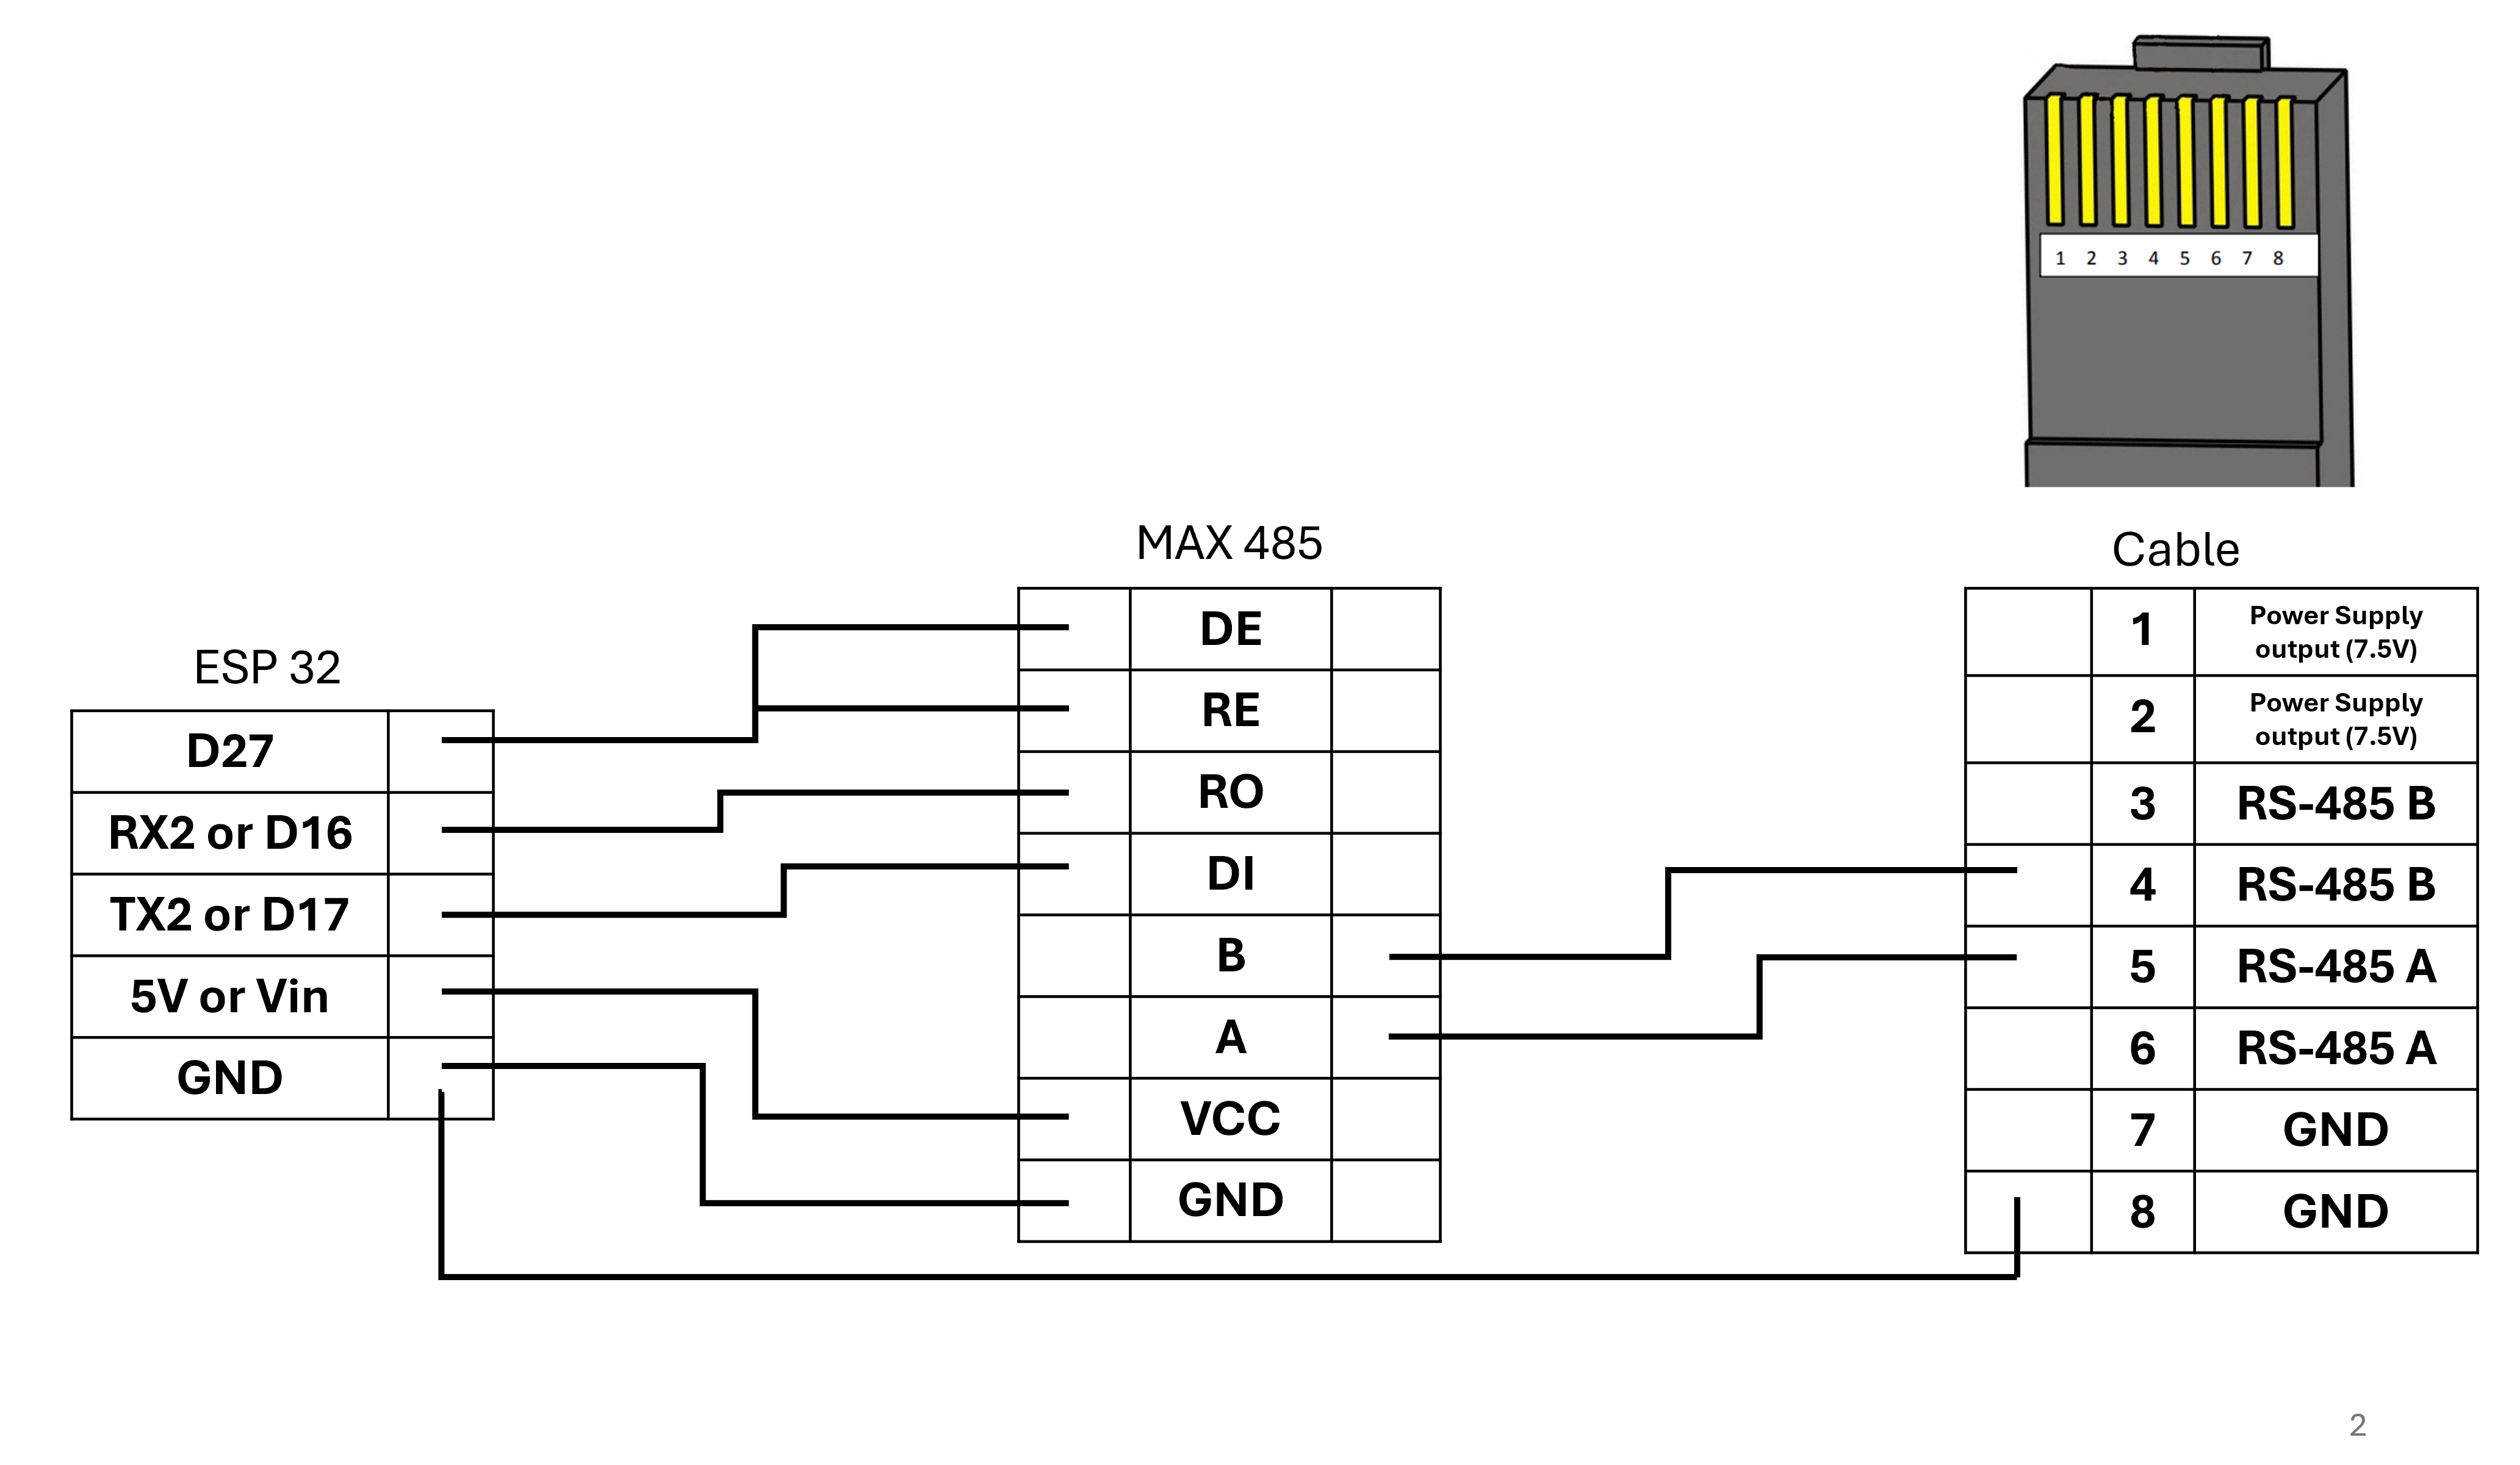 1 2 3 4 5 6 7 8
MAX 485
Cable
ESP 32
D27
RX2 or D16
TX2 or D17
5V or Vin
GND
DE
RE
RO
DI
B
A
VCC
GND
1 Power Supply
output (7.5V)
2 Power Supply
output (7.5V)
3 RS-485 B
4 RS-485 B
5 RS-485 A
6 RS-485 A
7 GND
8 GND
2